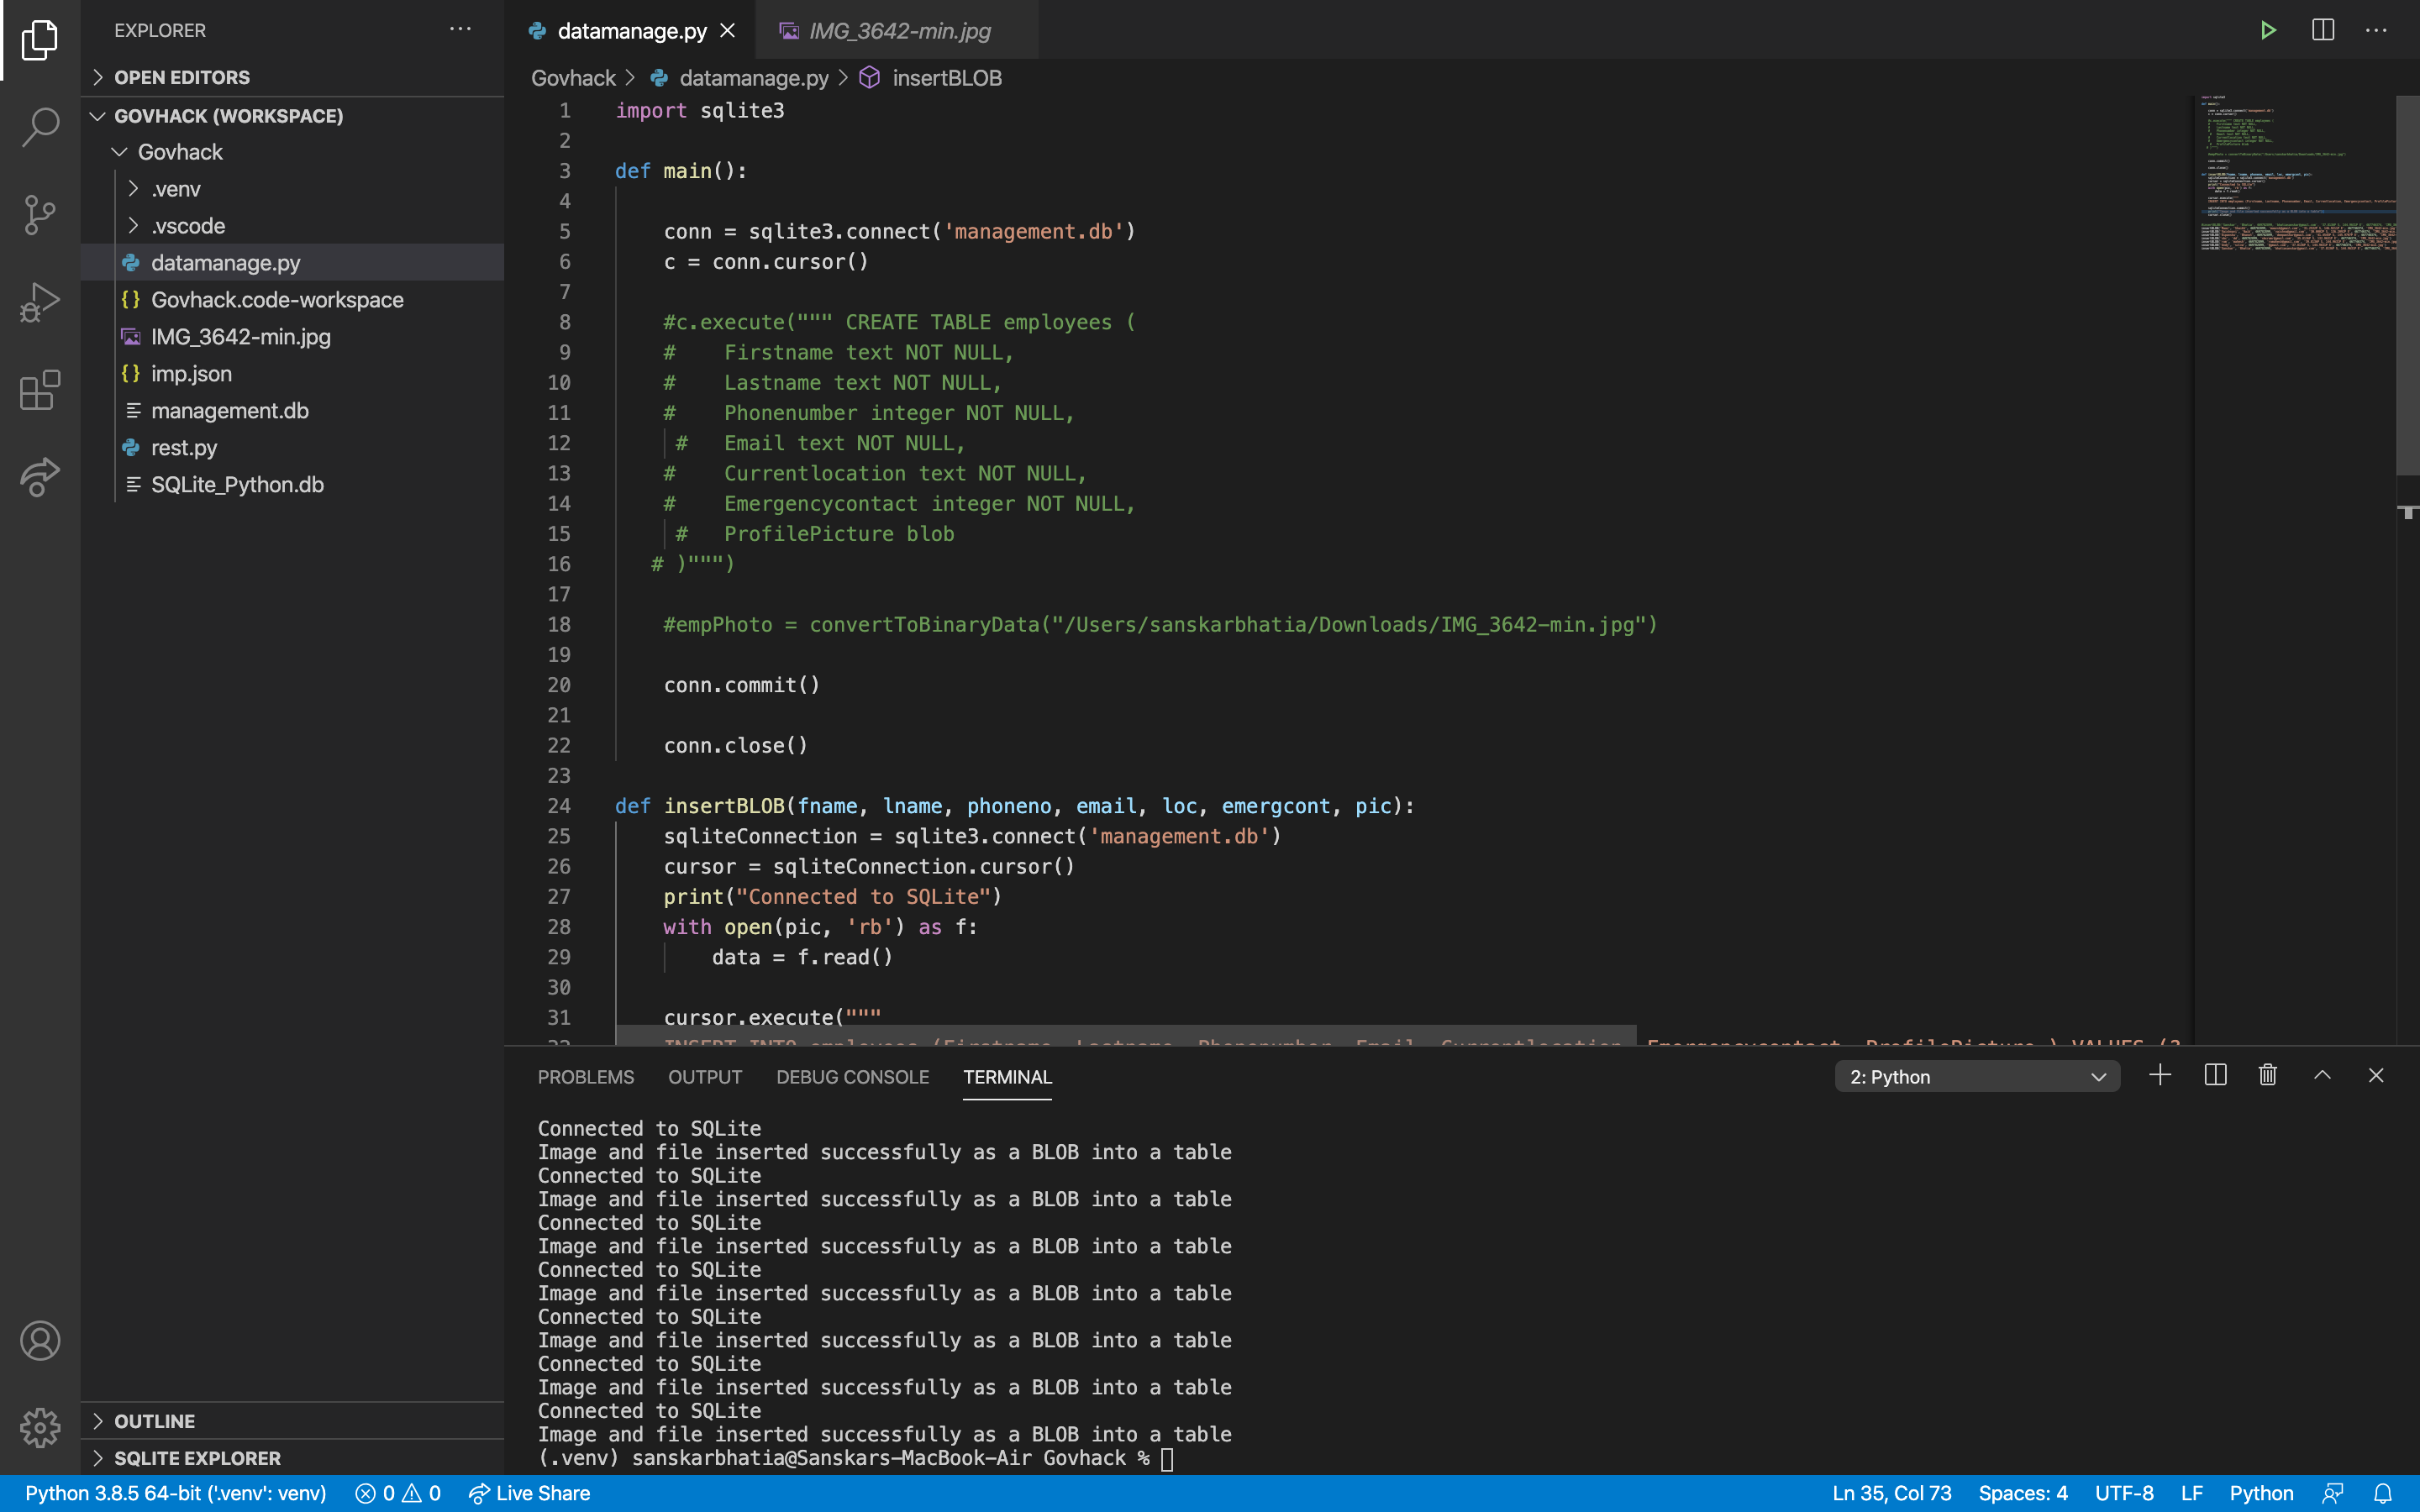 EXPLORER
OPEN EDITORS
GOVHACK (WORKSPACE)
Govhack
.venv
.vscode
datamanage.py
Govhack.code-workspace
IMG_3642-min.jpg
imp.json
management.db
rest.py
SQLite_Python.db
OUTLINE
SQLITE EXPLORER
datamanage.py
IMG_3642-min.jpg
Govhack > datamanage.py > insertBLOB
1 import sqlite3
2
3 def main():
4
5 conn = sqlite3.connect('management.db')
6 c = conn.cursor()
7
8 #c.execute(""" CREATE TABLE employees (
9 # Firstname text NOT NULL,
10 # Lastname text NOT NULL,
11 # Phonenumber integer NOT NULL,
12 # Email text NOT NULL,
13 # Currentlocation text NOT NULL,
14 # Emergencycontact integer NOT NULL,
15 # ProfilePicture blob
16 # )""")
17
18 #empPhoto = convertToBinaryData("/Users/sanskarbhatia/Downloads/IMG_3642-min.jpg")
19
20 conn.commit()
21
22 conn.close()
23
24 def insertBLOB(fname, lname, phoneno, email, loc, emergcont, pic):
25 sqliteConnection = sqlite3.connect('management.db')
26 cursor = sqliteConnection.cursor()
27 print("Connected to SQLite")
28 with open(pic, 'rb') as f:
29 data = f.read()
30
31 cursor.execute("""
32 INSERT INTO employees (Firstname, Lastname, Phonenumber, Email, Currentlocation, Emergencycontact, ProfilePicture ) VALUES (?
PROBLEMS OUTPUT DEBUG CONSOLE TERMINAL 2: Python
Connected to SQLite
Image and file inserted successfully as a BLOB into a table
Connected to SQLite
Image and file inserted successfully as a BLOB into a table
Connected to SQLite
Image and file inserted successfully as a BLOB into a table
Connected to SQLite
Image and file inserted successfully as a BLOB into a table
Connected to SQLite
Image and file inserted successfully as a BLOB into a table
Connected to SQLite
Image and file inserted successfully as a BLOB into a table
Connected to SQLite
Image and file inserted successfully as a BLOB into a table
(.venv) sanskarbhatia@Sanskars-MacBook-Air Govhack %
Python 3.8.5 64-bit ('.venv': venv) 0 0 Live Share Ln 35, Col 73 Spaces: 4 UTF-8 LF Python